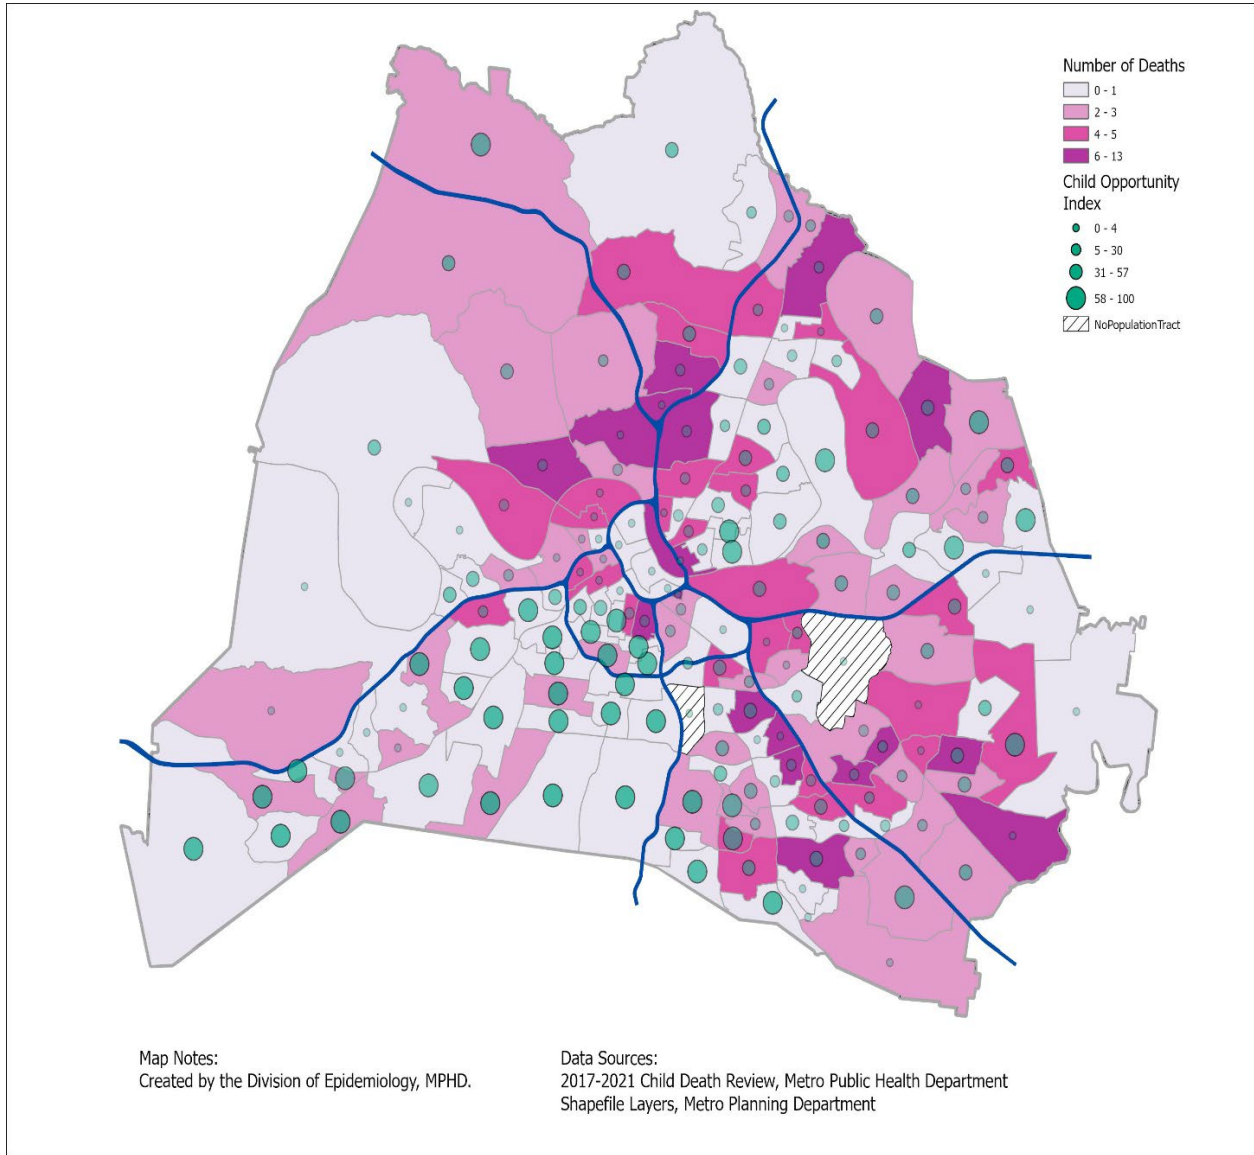 Number of Deaths
0 - 1
2 - 3
4 - 5
6 - 13
Child Opportunity
Index
0 - 4
5 - 30
31 - 57
58 - 100
NoPopulationTract
Map Notes:
Created by the Division of Epidemiology, MPHD.
Data Sources:
2017-2021 Child Death Review, Metro Public Health Department
Shapefile Layers, Metro Planning Department